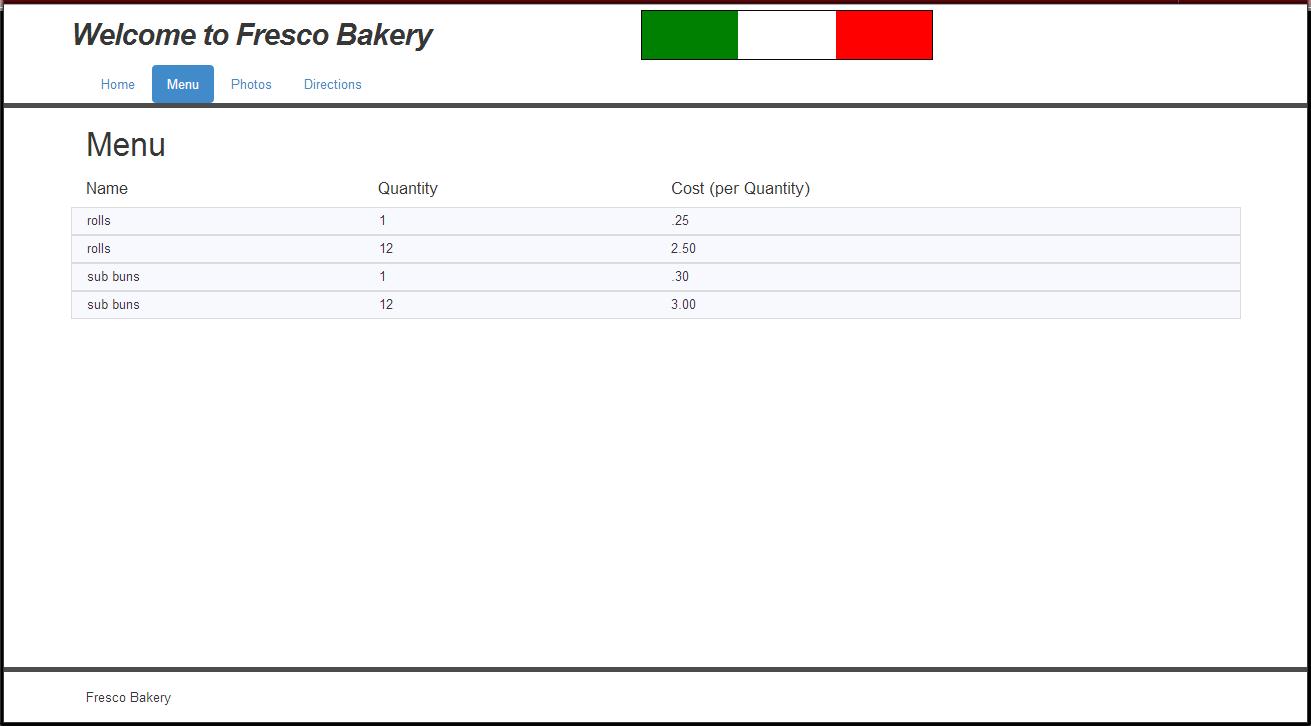 Welcome to Fresco Bakery
Home Menu Photos Directions
Menu
Name Quantity Cost (per Quantity)
rolls 1 .25
rolls 12 2.50
sub buns 1 .30
sub buns 12 3.00
Fresco Bakery